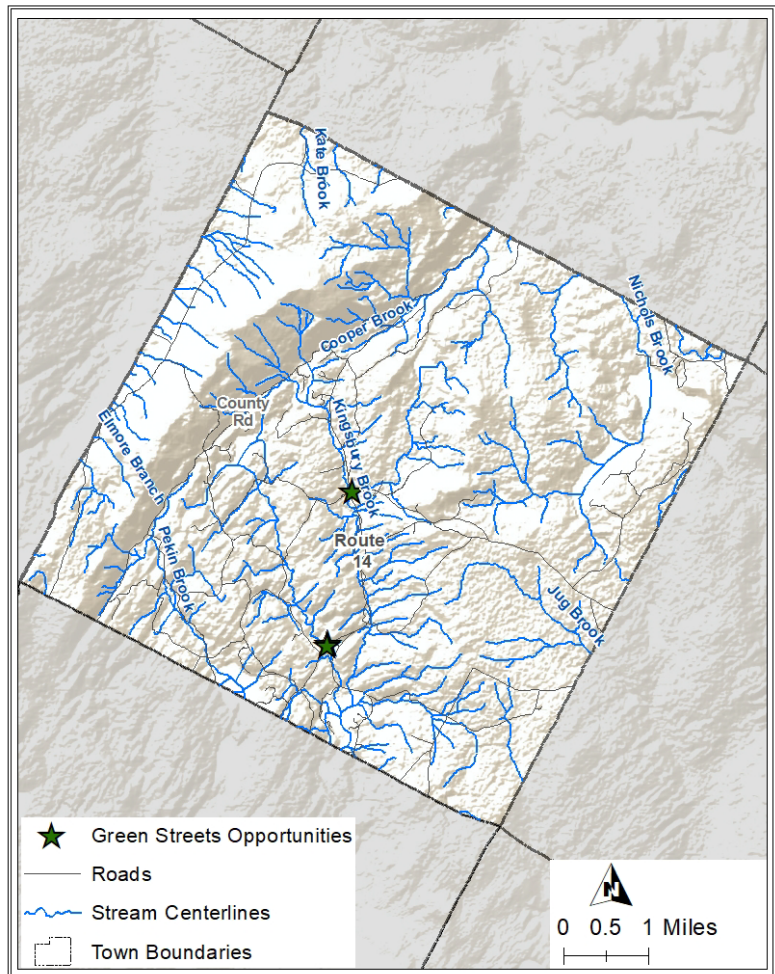 Kate Brook
Nichols Brook
Cooper Brook
County
Rd
Kingsbury Brook
Elmore Branch
Route
14
Pekin Brook
Jug Brook
Green Streets Opportunities
Roads
Stream Centerlines
Town Boundaries
N
0 0.5 1 Miles